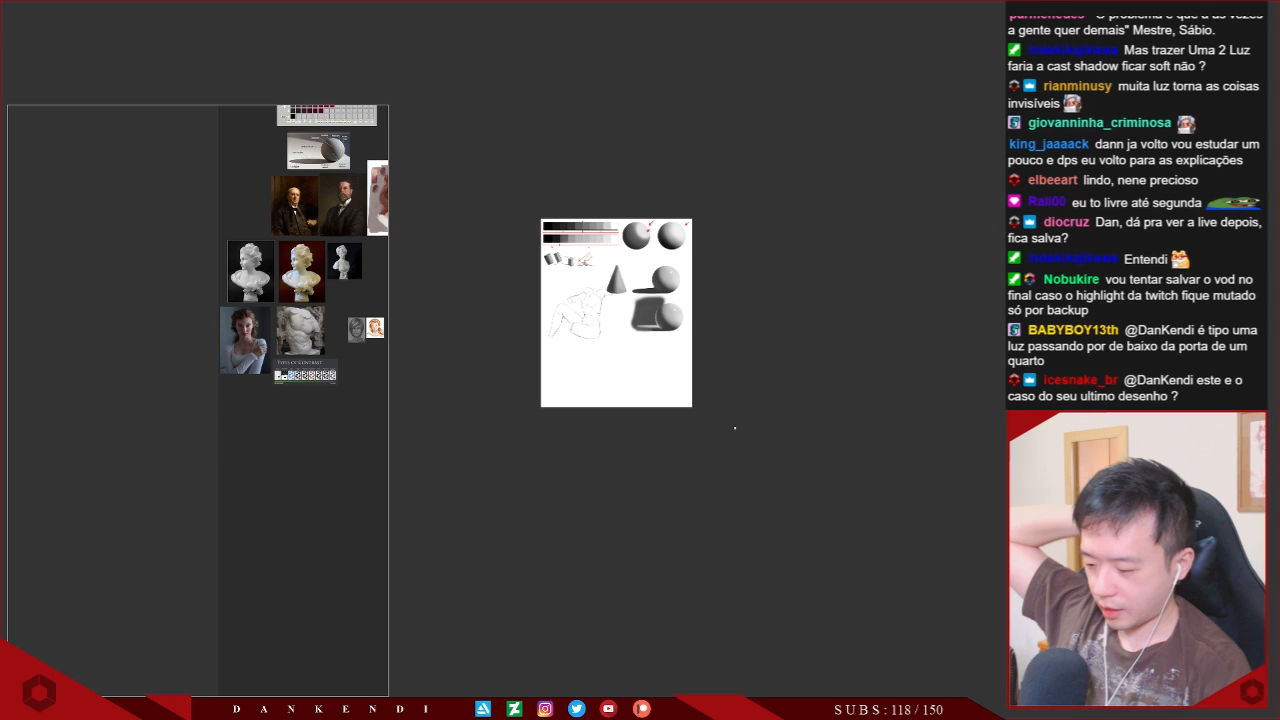 a gente quer demais" Mestre, Sábio.
Mas trazer Uma 2 Luz
faria a cast shadow ficar soft não ?
rianminusy muita luz torna as coisas
invisíveis
giovanninha_criminosa
king_jaaaack dann ja volto vou estudar um
pouco e dps eu volto para as explicações
elbeeart lindo, nene precioso
Rall00 eu to livre até segunda
diocruz Dan, dá pra ver a live depois,
fica salva?
Entendi
Nobukire vou tentar salvar o vod no
final caso o highlight da twitch fique mutado
só por backup
BABYBOY13th @DanKendi é tipo uma
luz passando por de baixo da porta de um
quarto
icesnake_br @DanKendi este e o
caso do seu ultimo desenho ?
TYPES OF CONTRAST
DANKENDI
SUBS: 118 / 150